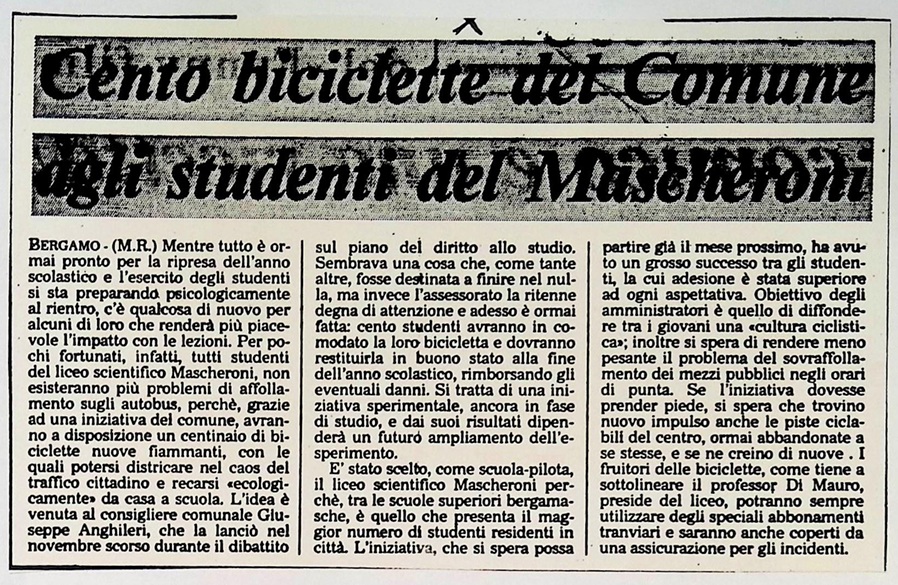 Cento biciclette del Comune
agli studenti del Mascheroni
BERGAMO - (M.R.) Mentre tutto è or-
mai pronto per la ripresa dell'anno
scolastico e l'esercito degli studenti
si sta preparando psicologicamente
al rientro, c'è qualcosa di nuovo per
alcuni di loro che renderà più piace-
vole l'impatto con le lezioni. Per po-
chi fortunati, infatti, tutti studenti
del liceo scientifico Mascheroni, non
esisteranno più problemi di affolla-
mento sugli autobus, perchè, grazie
ad una iniziativa del comune, avran-
no a disposizione un centinaio di bi-
ciclette nuove fiammanti, con le
quali potersi districare nel caos del
traffico cittadino e recarsi «ecologi-
camente» da casa a scuola. L'idea è
venuta al consigliere comunale Giu-
seppe Anghileri, che la lanciò nel
novembre scorso durante il dibattito
sul piano del diritto allo studio.
Sembrava una cosa che, come tante
altre, fosse destinata a finire nel nul-
la, ma invece l'assessorato la ritenne
degna di attenzione e adesso è ormai
fatta: cento studenti avranno in co-
modato la loro bicicletta e dovranno
restituirla in buono stato alla fine
dell'anno scolastico, rimborsando gli
eventuali danni. Si tratta di una ini-
ziativa sperimentale, ancora in fase
di studio, e dai suoi risultati dipen-
derà un futuro ampliamento dell'e-
sperimento.
E' stato scelto, come scuola-pilota,
il liceo scientifico Mascheroni per-
chè, tra le scuole superiori bergama-
sche, è quello che presenta il mag-
gior numero di studenti residenti in
città. L'iniziativa, che si spera possa
partire già il mese prossimo, ha avu-
to un grosso successo tra gli studen-
ti, la cui adesione è stata superiore
ad ogni aspettativa. Obiettivo degli
amministratori è quello di diffonde-
re tra i giovani una «cultura ciclisti-
ca»; inoltre si spera di rendere meno
pesante il problema del sovraffolla-
mento dei mezzi pubblici negli orari
di punta. Se l'iniziativa dovesse
prender piede, si spera che trovino
nuovo impulso anche le piste cicla-
bili del centro, ormai abbandonate a
se stesse, e se ne creino di nuove . I
fruitori delle biciclette, come tiene a
sottolineare il professor Di Mauro,
preside del liceo, potranno sempre
utilizzare degli speciali abbonamenti
tranviari e saranno anche coperti da
una assicurazione per gli incidenti.